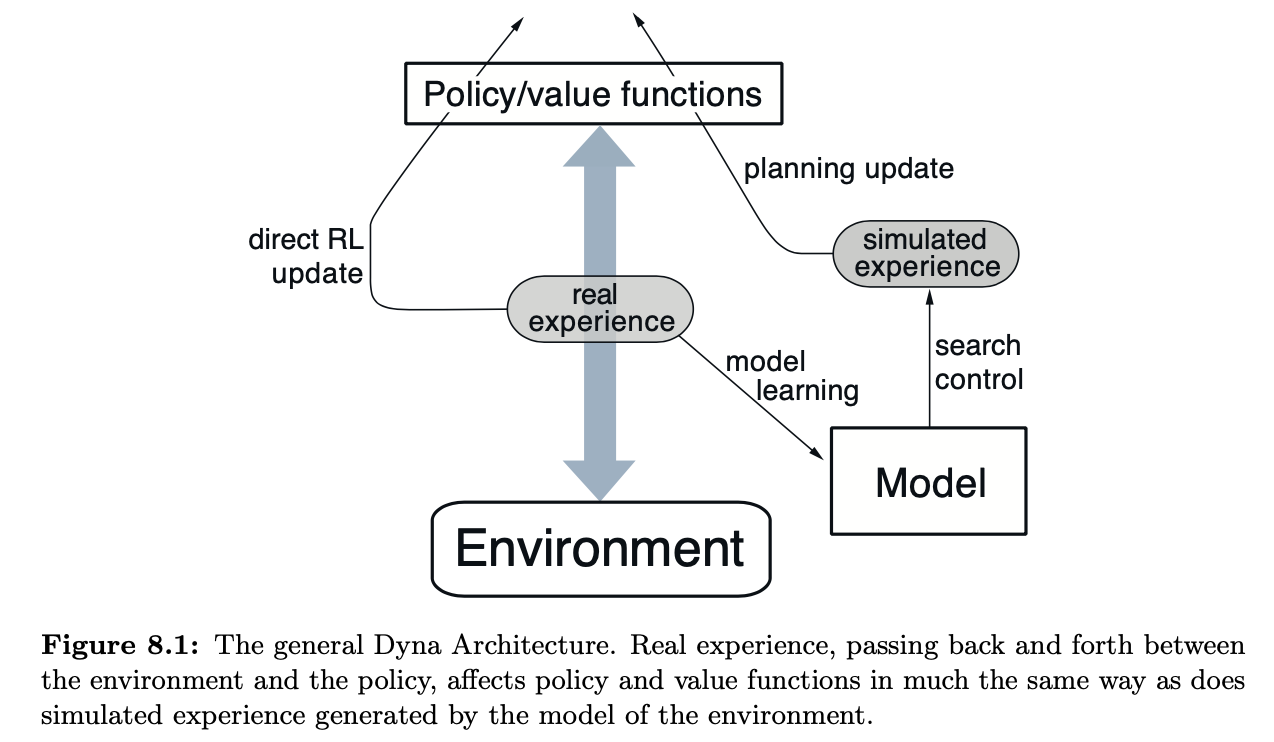 Policy/value functions
planning update
direct RL
update
simulated
experience
real
experience
model
learning
search
control
Model
Environment
Figure 8.1: The general Dyna Architecture. Real experience, passing back and forth between
the environment and the policy, affects policy and value functions in much the same way as does
simulated experience generated by the model of the environment.